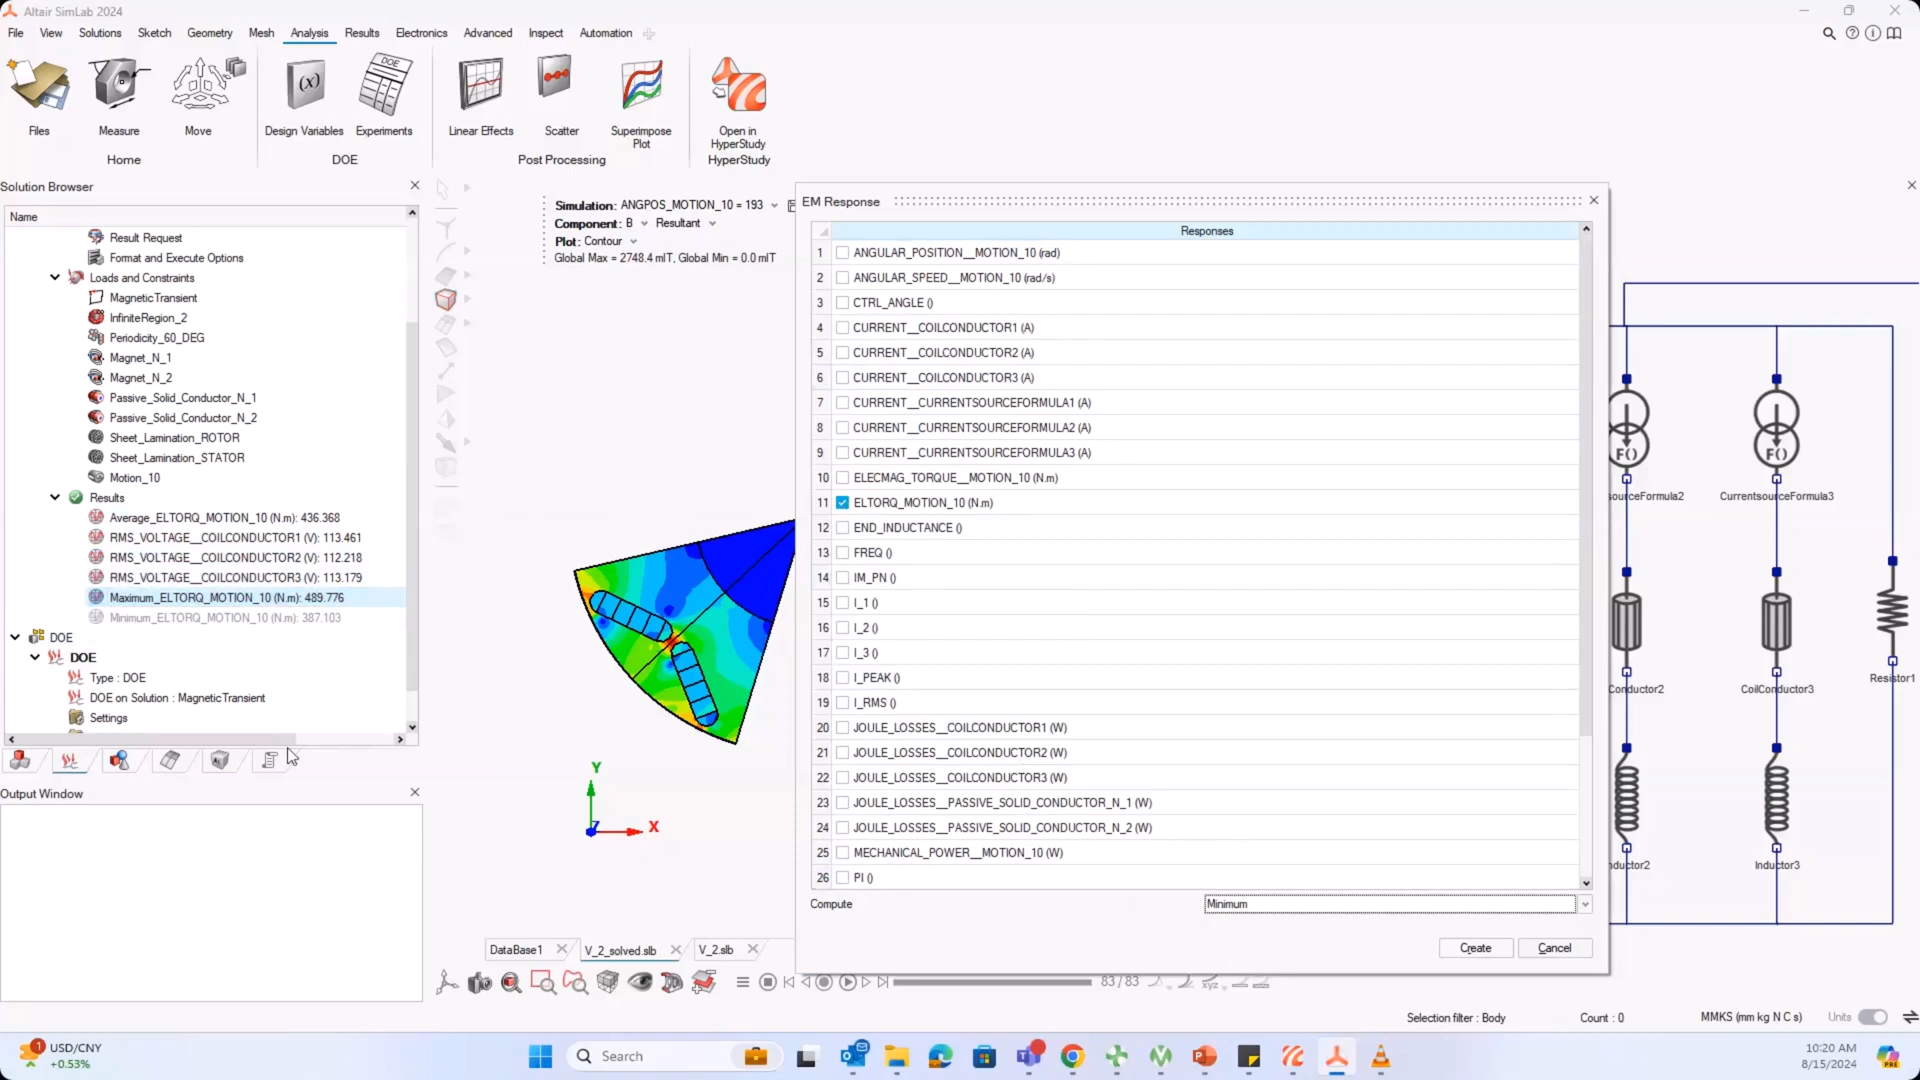 Altair SimLab 2024
File View Solutions Sketch Geometry Mesh Analysis Results Electronics Advanced Inspect Automation
DOE
(x)
Files Measure Move Design Variables Experiments Linear Effects Scatter Superimpose Plot Open in HyperStudy
Home DOE Post Processing HyperStudy
Solution Browser
Name
Result Request
Format and Execute Options
Loads and Constraints
MagneticTransient
InfiniteRegion_2
Periodicity_60_DEG
Magnet_N_1
Magnet_N_2
Passive_Solid_Conductor_N_1
Passive_Solid_Conductor_N_2
Sheet_Lamination_ROTOR
Sheet_Lamination_STATOR
Motion_10
Results
Average_ELTORQ_MOTION_10 (N.m): 436.368
RMS_VOLTAGE__COILCONDUCTOR1 (V): 113.461
RMS_VOLTAGE__COILCONDUCTOR2 (V): 112.218
RMS_VOLTAGE__COILCONDUCTOR3 (V): 113.179
Maximum_ELTORQ_MOTION_10 (N.m): 489.776
Minimum_ELTORQ_MOTION_10 (N.m): 387.103
DOE
DOE
Type : DOE
DOE on Solution : MagneticTransient
Settings
Output Window
Simulation: ANGPOS_MOTION_10 = 193
Component: B Resultant
Plot: Contour
Global Max = 2748.4 mlT, Global Min = 0.0 mlT
Y
Z
X
EM Response
Responses
1 ANGULAR_POSITION__MOTION_10 (rad)
2 ANGULAR_SPEED__MOTION_10 (rad/s)
3 CTRL_ANGLE ()
4 CURRENT__COILCONDUCTOR1 (A)
5 CURRENT__COILCONDUCTOR2 (A)
6 CURRENT__COILCONDUCTOR3 (A)
7 CURRENT__CURRENTSOURCEFORMULA1 (A)
8 CURRENT__CURRENTSOURCEFORMULA2 (A)
9 CURRENT__CURRENTSOURCEFORMULA3 (A)
10 ELECMAG_TORQUE__MOTION_10 (N.m)
11 ELTORQ_MOTION_10 (N.m)
12 END_INDUCTANCE ()
13 FREQ ()
14 IM_PN ()
15 I_1 ()
16 I_2 ()
17 I_3 ()
18 I_PEAK ()
19 I_RMS ()
20 JOULE_LOSSES__COILCONDUCTOR1 (W)
21 JOULE_LOSSES__COILCONDUCTOR2 (W)
22 JOULE_LOSSES__COILCONDUCTOR3 (W)
23 JOULE_LOSSES__PASSIVE_SOLID_CONDUCTOR_N_1 (W)
24 JOULE_LOSSES__PASSIVE_SOLID_CONDUCTOR_N_2 (W)
25 MECHANICAL_POWER__MOTION_10 (W)
26 PI ()
Compute Minimum
Create Cancel
F() F()
ourceFormula2 CurrentsourceFormula3
Conductor2 CoilConductor3 Resistor1
ductor2 Inductor3
DataBase1 V_2_solved.slb V_2.slb
83 / 83
xyz
Selection filter : Body Count : 0 MMKS (mm kg N C s) Units
1 USD/CNY
+0.53%
Search
10:20 AM
8/15/2024
PRE